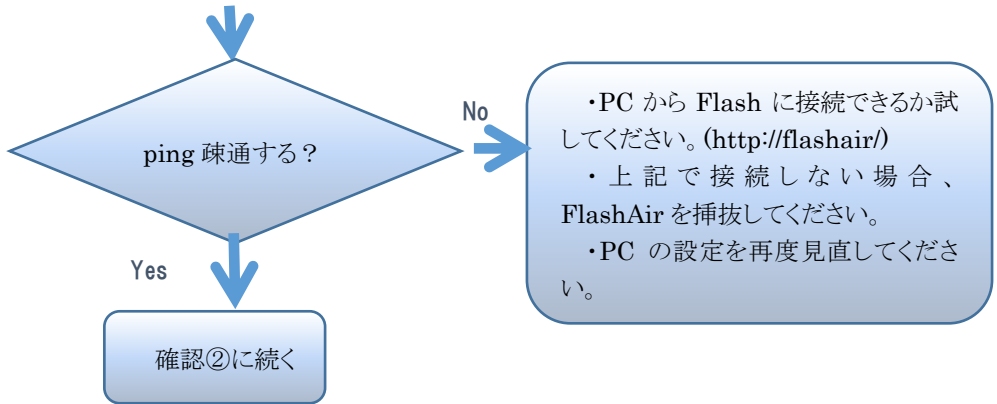 ping 疎通する？
No
・PC から Flash に接続できるか試
してください。(http://flashair/)
・上記で接続しない場合、
FlashAir を挿抜してください。
・PC の設定を再度見直してくださ
い。
Yes
確認②に続く